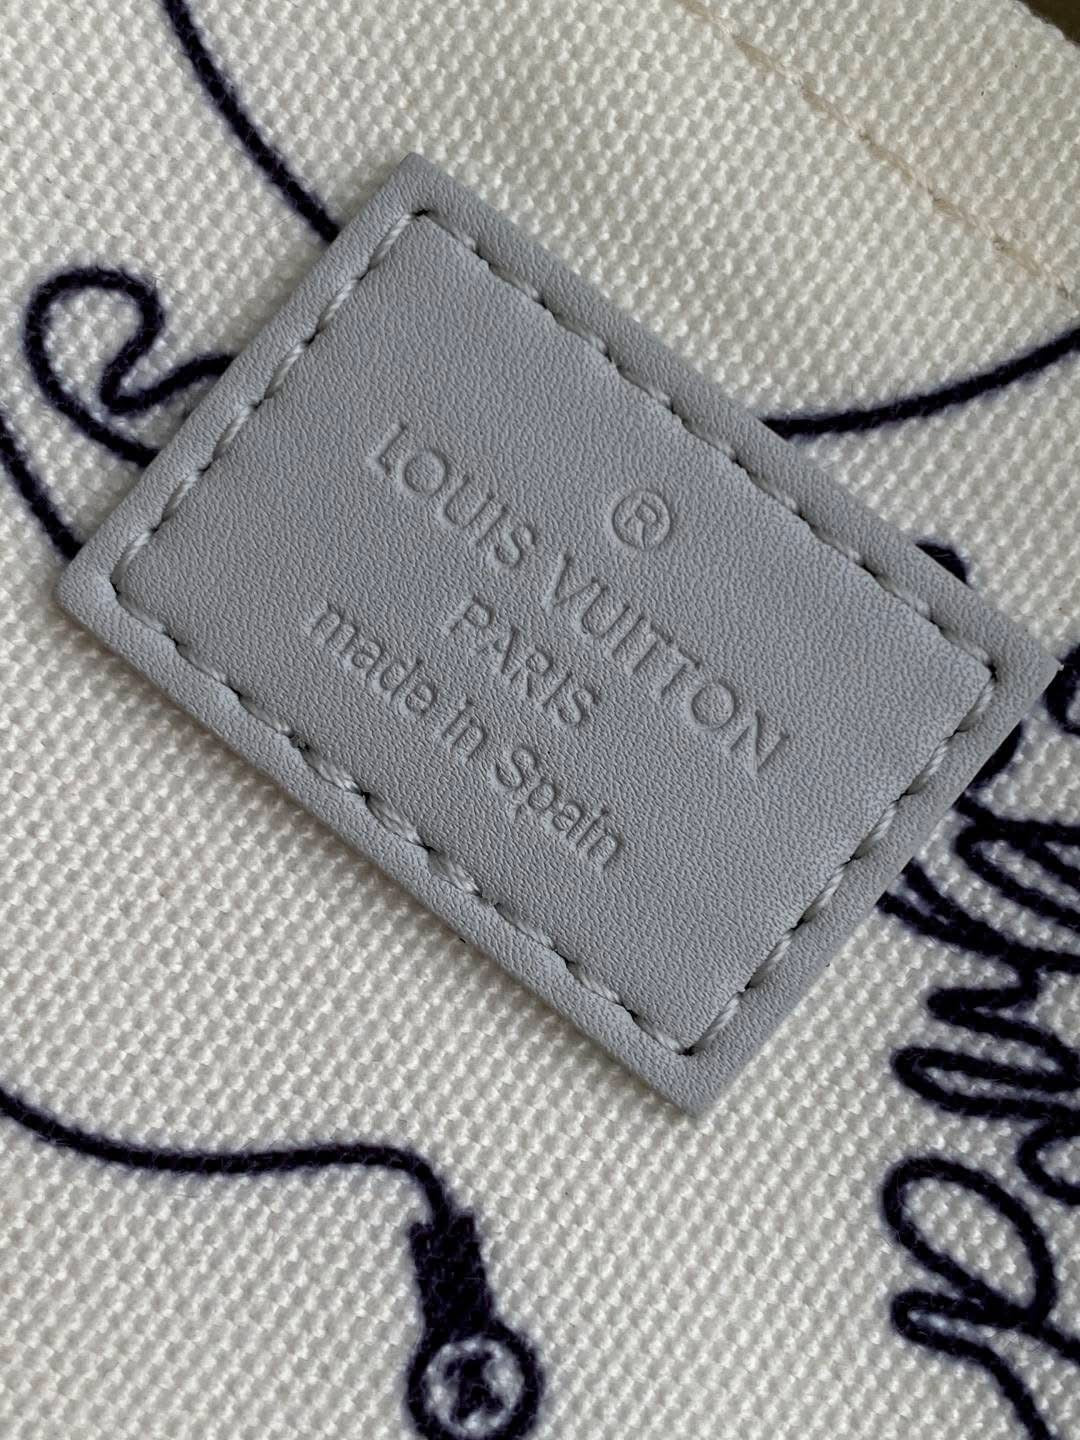 ®
LOUIS VUITTON
PARIS
made in Spain